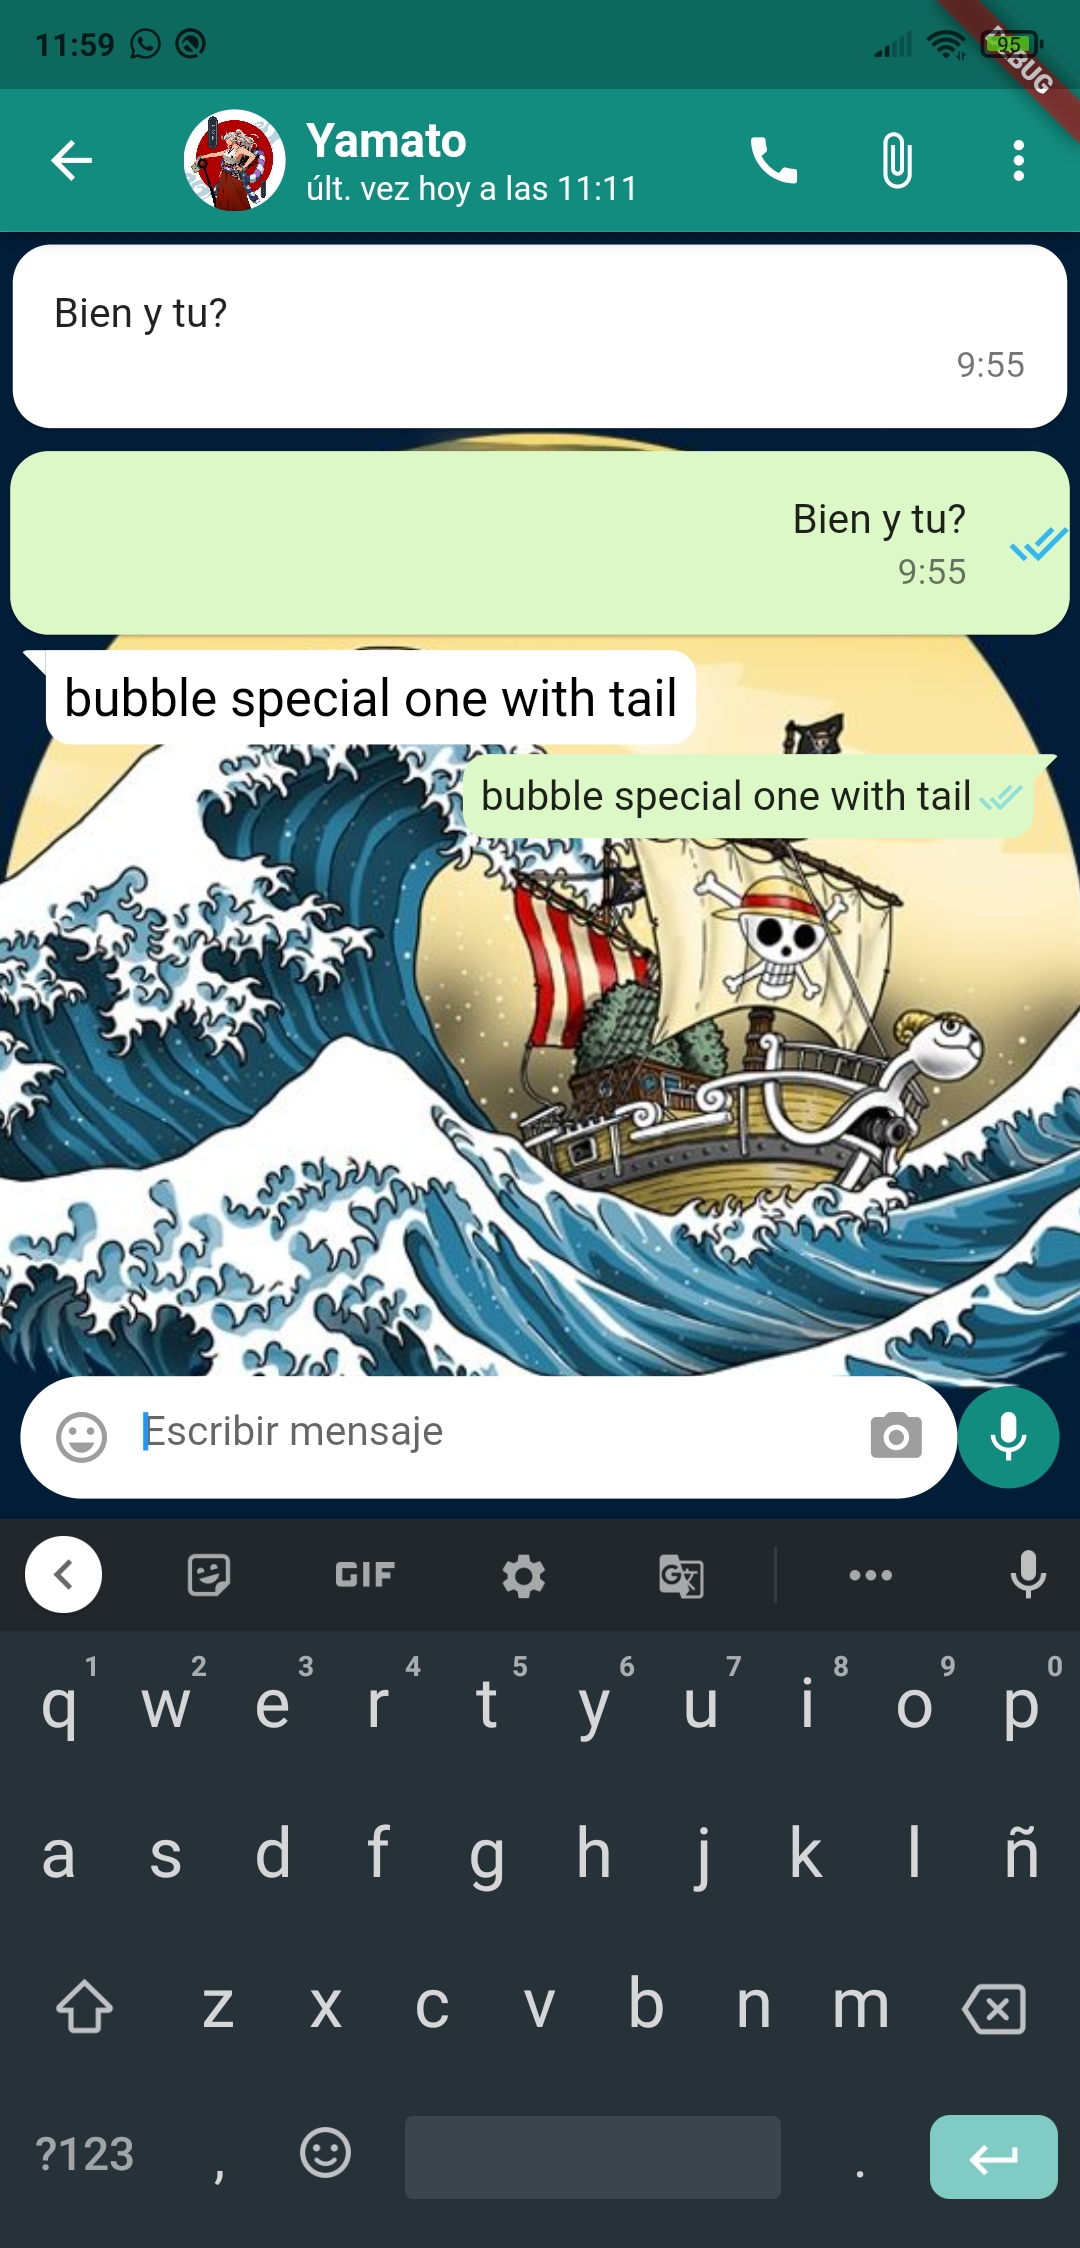 11:59
95
DEBUG
Yamato
últ. vez hoy a las 11:11
Bien y tu?
9:55
Bien y tu?
9:55
bubble special one with tail
bubble special one with tail
Escribir mensaje
GIF
G文
1 2 3 4 5 6 7 8 9 0
q w e r t y u i o p
a s d f g h j k l ñ
z x c v b n m
?123 , .